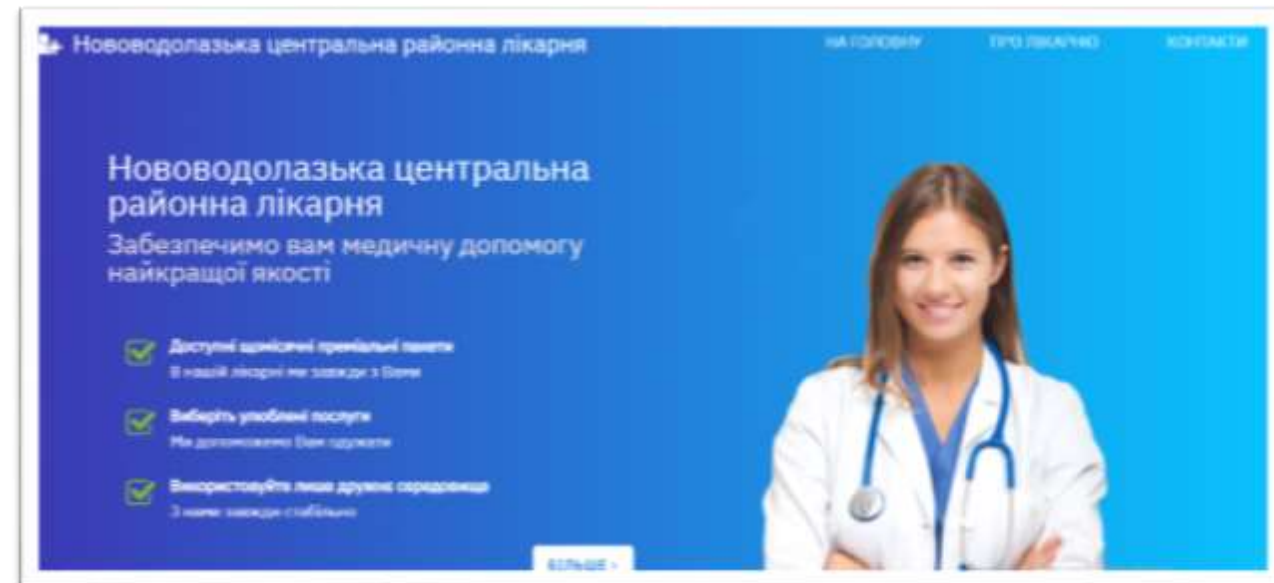 Нововодолазька центральна районна лікарня
НА ГОЛОВНУ ПРО ЛІКАРНЮ КОНТАКТИ
Нововодолазька центральна
районна лікарня
Забезпечимо вам медичну допомогу
найкращої якості
Доступні щомісячні преміальні пакети
В нашій лікарні ми завжди з Вами
Виберіть улюблені послуги
Ми допоможемо Вам одужати
Використовуйте лише дружнє середовище
З нами завжди стабільно
БІЛЬШЕ ›